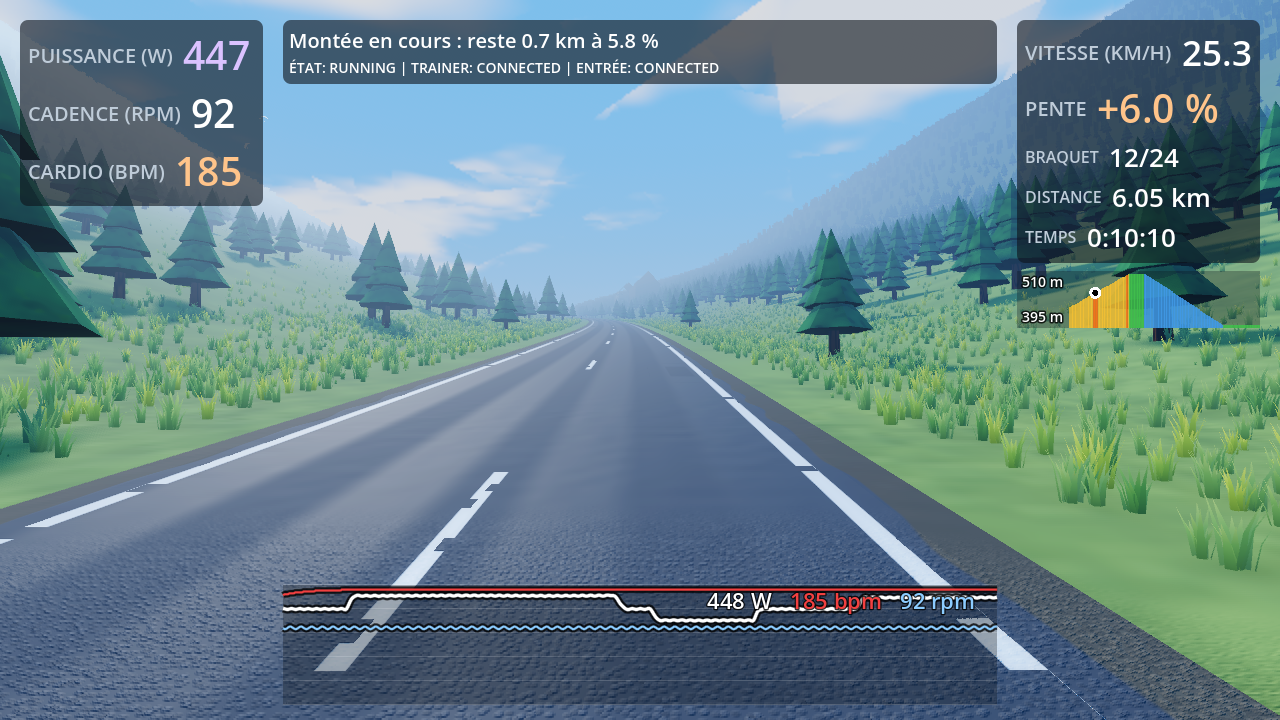 PUISSANCE (W) 447
CADENCE (RPM) 92
CARDIO (BPM) 185
Montée en cours : reste 0.7 km à 5.8 %
ÉTAT: RUNNING | TRAINER: CONNECTED | ENTRÉE: CONNECTED
VITESSE (KM/H) 25.3
PENTE +6.0 %
BRAQUET 12/24
DISTANCE 6.05 km
TEMPS 0:10:10
510 m
395 m
448 W 185 bpm 92 rpm